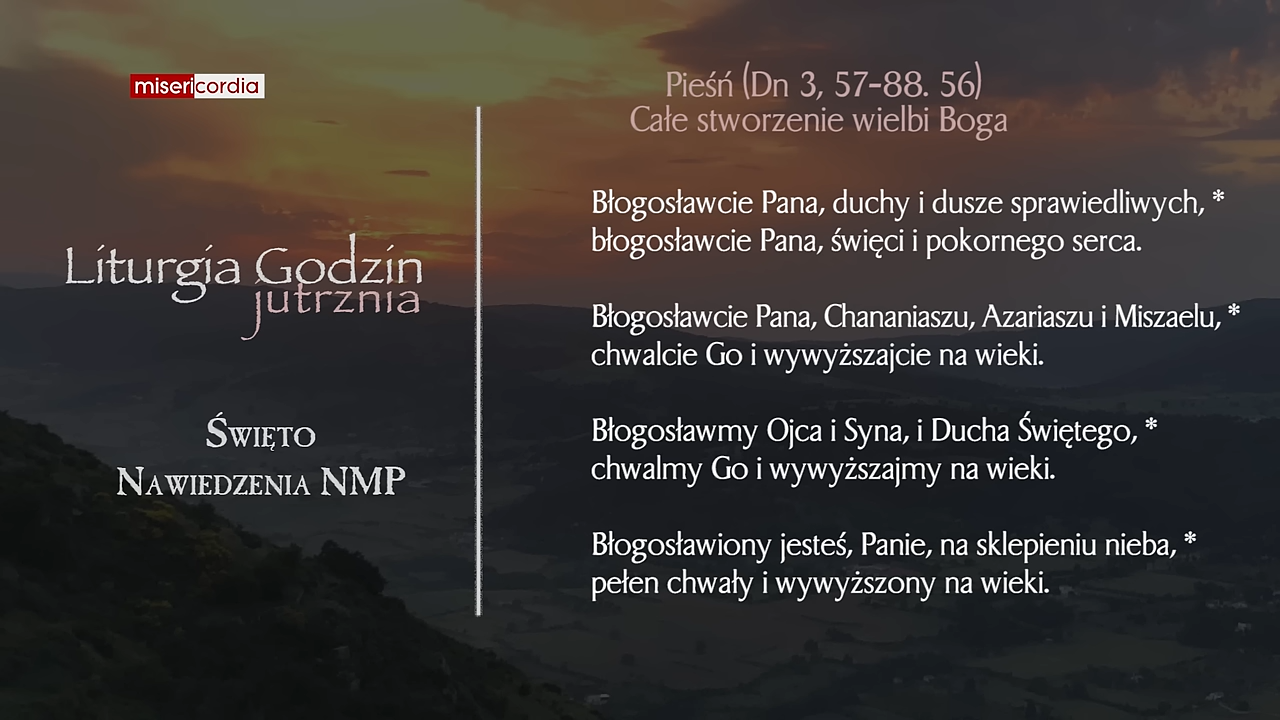 misericordia
Liturgia Godzin
jutrznia
Święto
Nawiedzenia NMP
Pieśń (Dn 3, 57-88. 56)
Całe stworzenie wielbi Boga
Błogosławcie Pana, duchy i dusze sprawiedliwych, *
błogosławcie Pana, święci i pokornego serca.
Błogosławcie Pana, Chananiaszu, Azariaszu i Miszaelu, *
chwalcie Go i wywyższajcie na wieki.
Błogosławmy Ojca i Syna, i Ducha Świętego, *
chwalmy Go i wywyższajmy na wieki.
Błogosławiony jesteś, Panie, na sklepieniu nieba, *
pełen chwały i wywyższony na wieki.